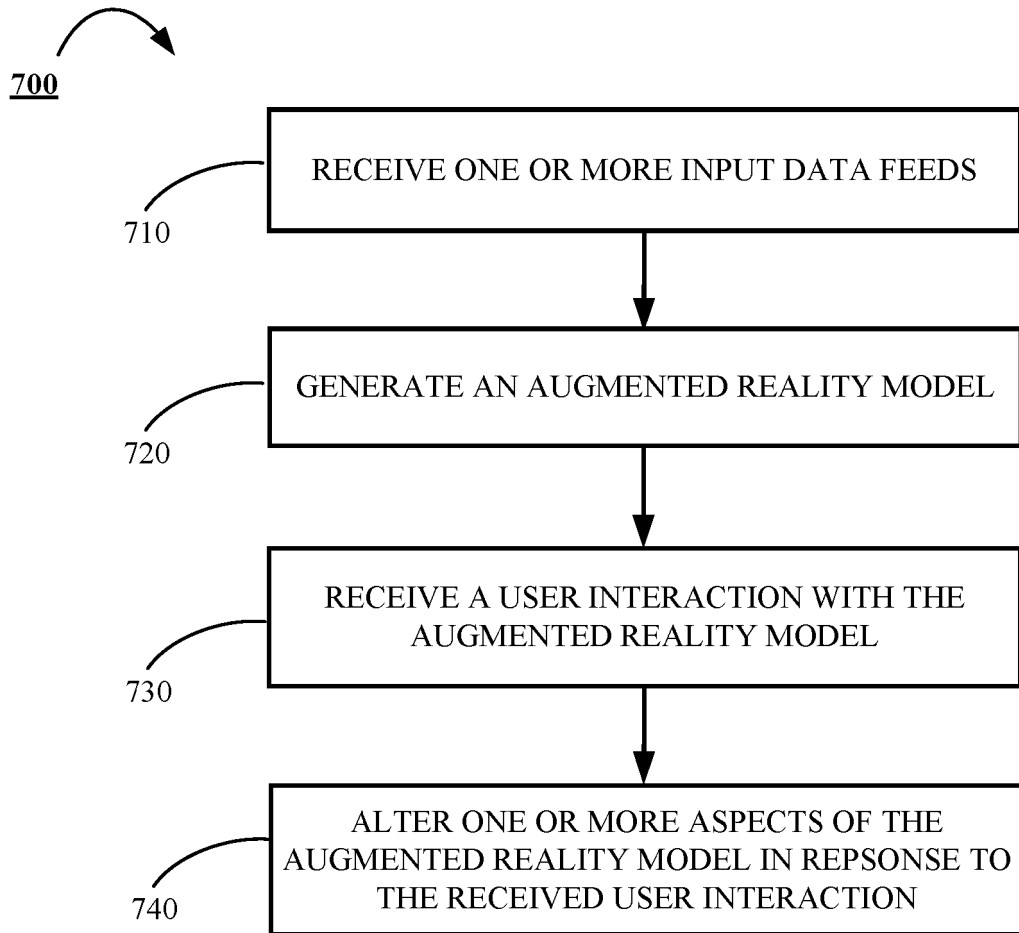 700
RECEIVE ONE OR MORE INPUT DATA FEEDS
710
GENERATE AN AUGMENTED REALITY MODEL
720
RECEIVE A USER INTERACTION WITH THE
AUGMENTED REALITY MODEL
730
ALTER ONE OR MORE ASPECTS OF THE
AUGMENTED REALITY MODEL IN REPSONSE TO
THE RECEIVED USER INTERACTION
740